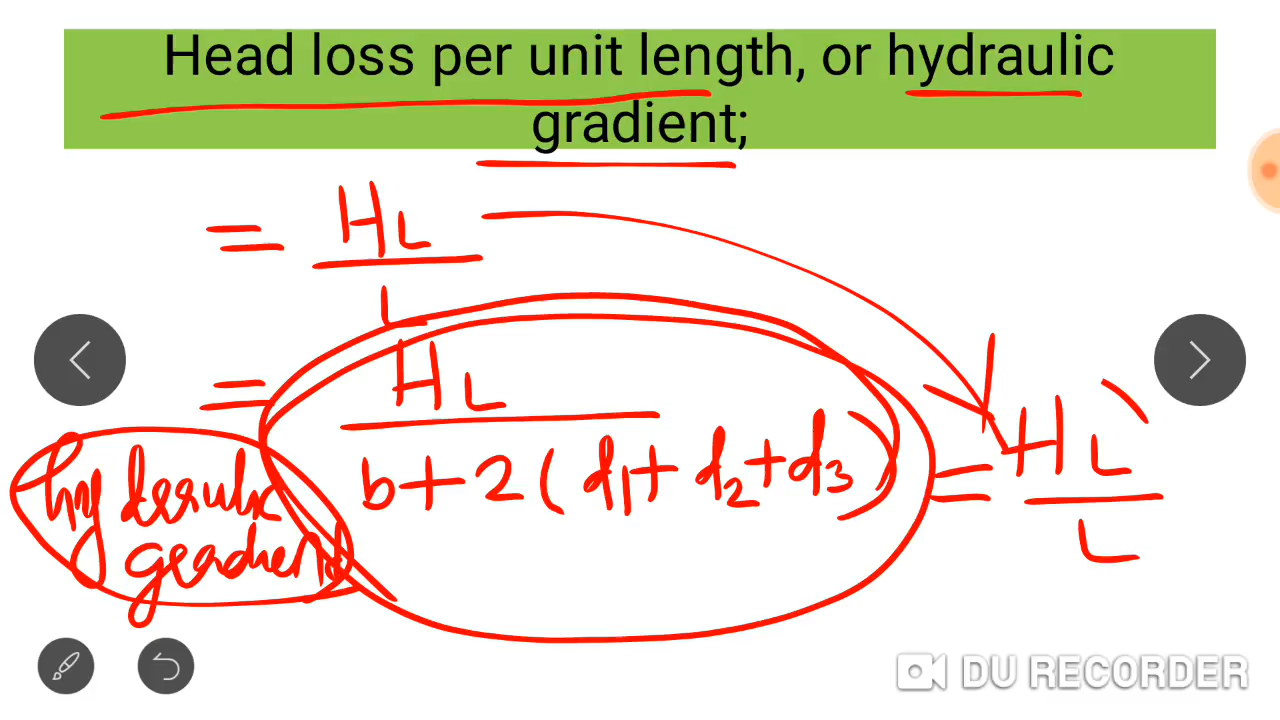 Head loss per unit length, or hydraulic
gradient;
= HL
L
= HL
b+2(d1+d2+d3) = HL
L
hydraulic
gradient
DU RECORDER